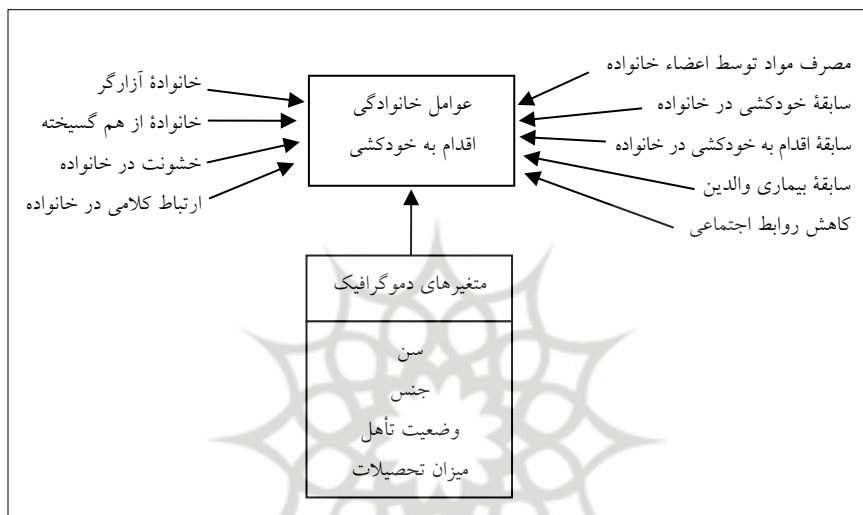 مصرف مواد توسط اعضاء خانواده
سابقهٔ خودکشی در خانواده
سابقهٔ اقدام به خودکشی در خانواده
سابقهٔ بیماری والدین
کاهش روابط اجتماعی
عوامل خانوادگی
اقدام به خودکشی
خانوادهٔ آزارگر
خانوادهٔ از هم گسیخته
خشونت در خانواده
ارتباط کلامی در خانواده
متغیرهای دموگرافیک
سن
جنس
وضعیت تأهل
میزان تحصیلات